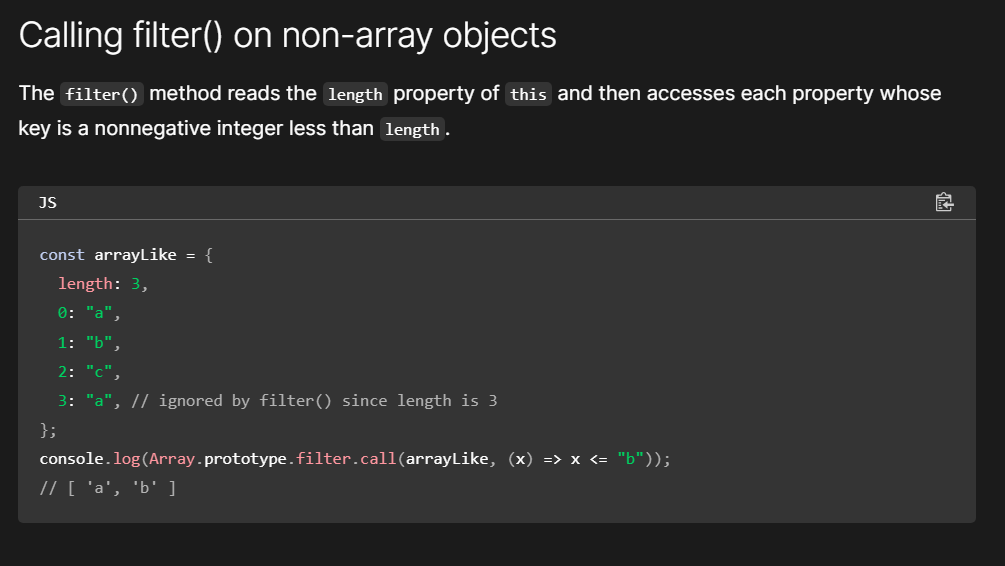 Calling filter() on non-array objects
The filter() method reads the length property of this and then accesses each property whose
key is a nonnegative integer less than length.
JS
const arrayLike = {
  length: 3,
  0: "a",
  1: "b",
  2: "c",
  3: "a", // ignored by filter() since length is 3
};
console.log(Array.prototype.filter.call(arrayLike, (x) => x <= "b"));
// [ 'a', 'b' ]